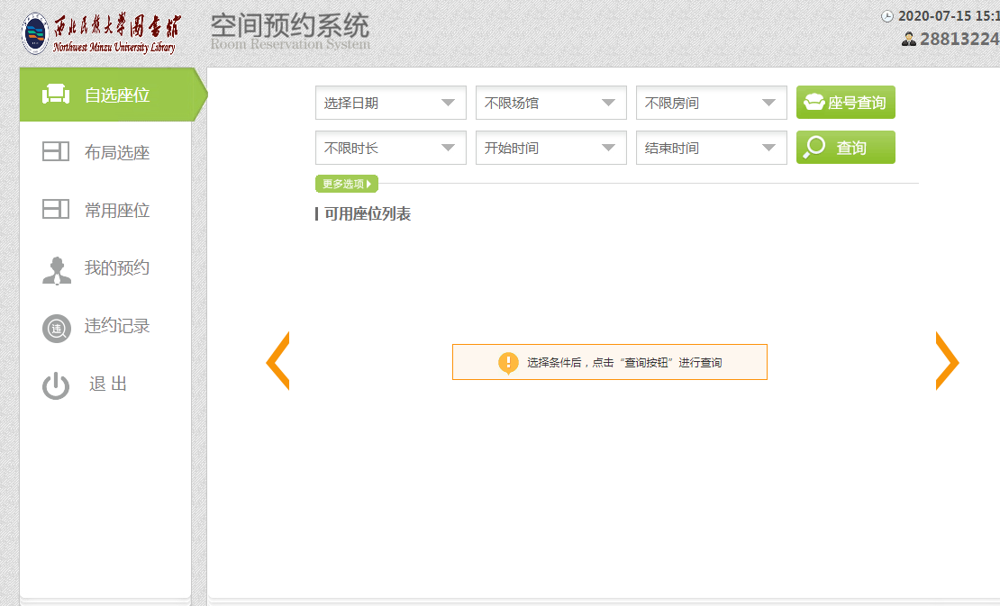 西北民族大学图书馆
Northwest Minzu University Library
空间预约系统
Room Reservation System
2020-07-15 15:1
28813224
自选座位
布局选座
常用座位
我的预约
违
违约记录
退 出
选择日期
不限场馆
不限房间
座号查询
不限时长
开始时间
结束时间
查询
更多选项
可用座位列表
选择条件后，点击“查询按钮”进行查询